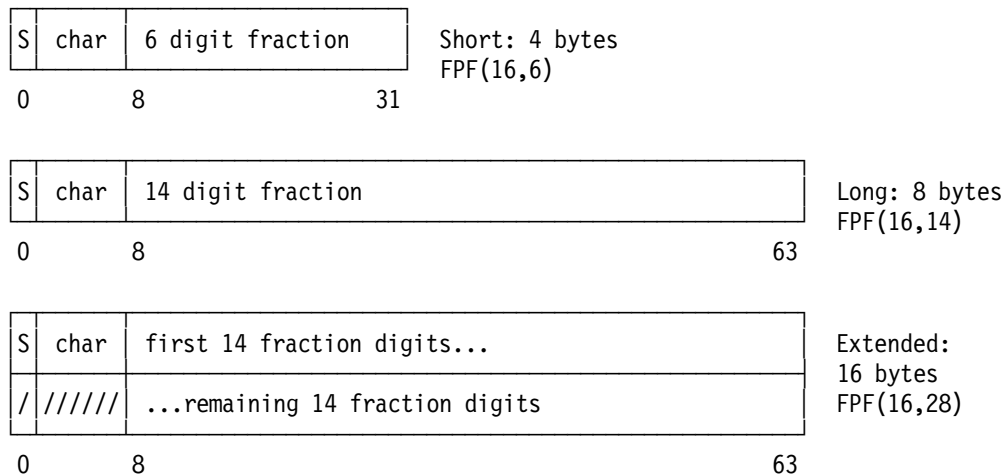 S char 6 digit fraction Short: 4 bytes
FPF(16,6)
0 8 31
S char 14 digit fraction Long: 8 bytes
FPF(16,14)
0 8 63
S char first 14 fraction digits... Extended:
16 bytes
/ ////// ...remaining 14 fraction digits FPF(16,28)
0 8 63